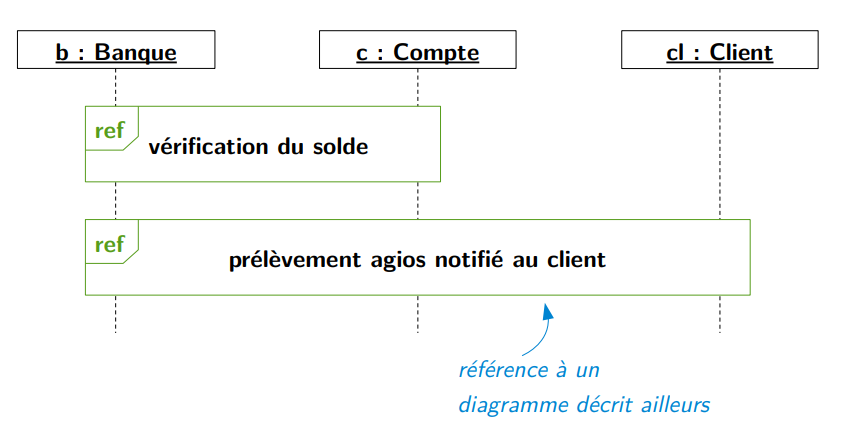 b : Banque
c : Compte
cl : Client
ref
vérification du solde
ref
prélèvement agios notifié au client
référence à un
diagramme décrit ailleurs